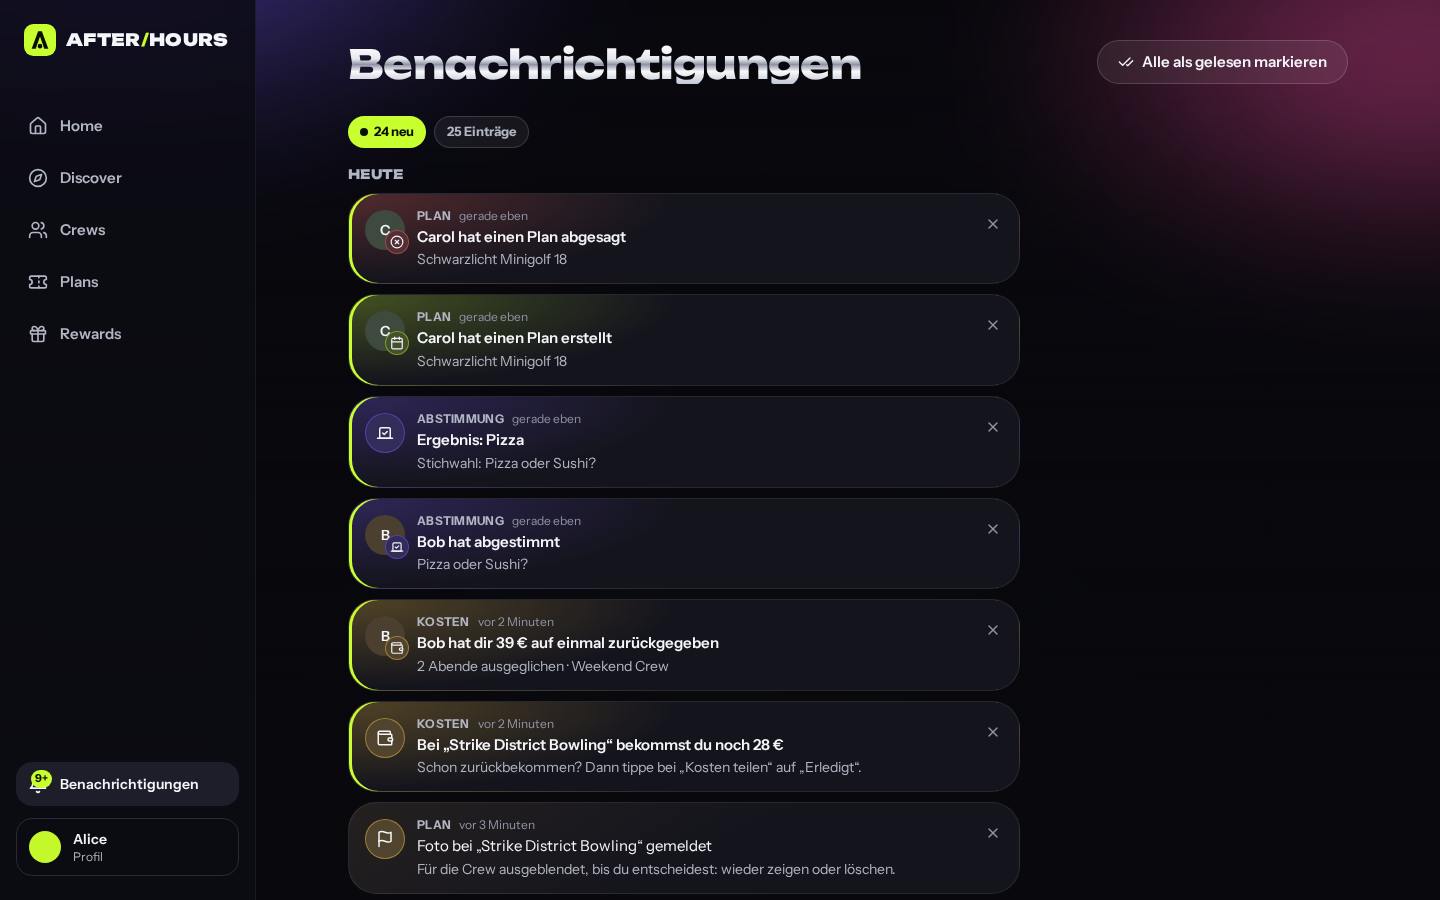 AFTER/HOURS
Home
Discover
Crews
Plans
Rewards
9+
Benachrichtigungen
Alice
Profil
Benachrichtigungen
Alle als gelesen markieren
24 neu
25 Einträge
HEUTE
C
PLAN gerade eben
Carol hat einen Plan abgesagt
Schwarzlicht Minigolf 18
C
PLAN gerade eben
Carol hat einen Plan erstellt
Schwarzlicht Minigolf 18
ABSTIMMUNG gerade eben
Ergebnis: Pizza
Stichwahl: Pizza oder Sushi?
B
ABSTIMMUNG gerade eben
Bob hat abgestimmt
Pizza oder Sushi?
B
KOSTEN vor 2 Minuten
Bob hat dir 39 € auf einmal zurückgegeben
2 Abende ausgeglichen · Weekend Crew
KOSTEN vor 2 Minuten
Bei „Strike District Bowling“ bekommst du noch 28 €
Schon zurückbekommen? Dann tippe bei „Kosten teilen“ auf „Erledigt“.
PLAN vor 3 Minuten
Foto bei „Strike District Bowling“ gemeldet
Für die Crew ausgeblendet, bis du entscheidest: wieder zeigen oder löschen.